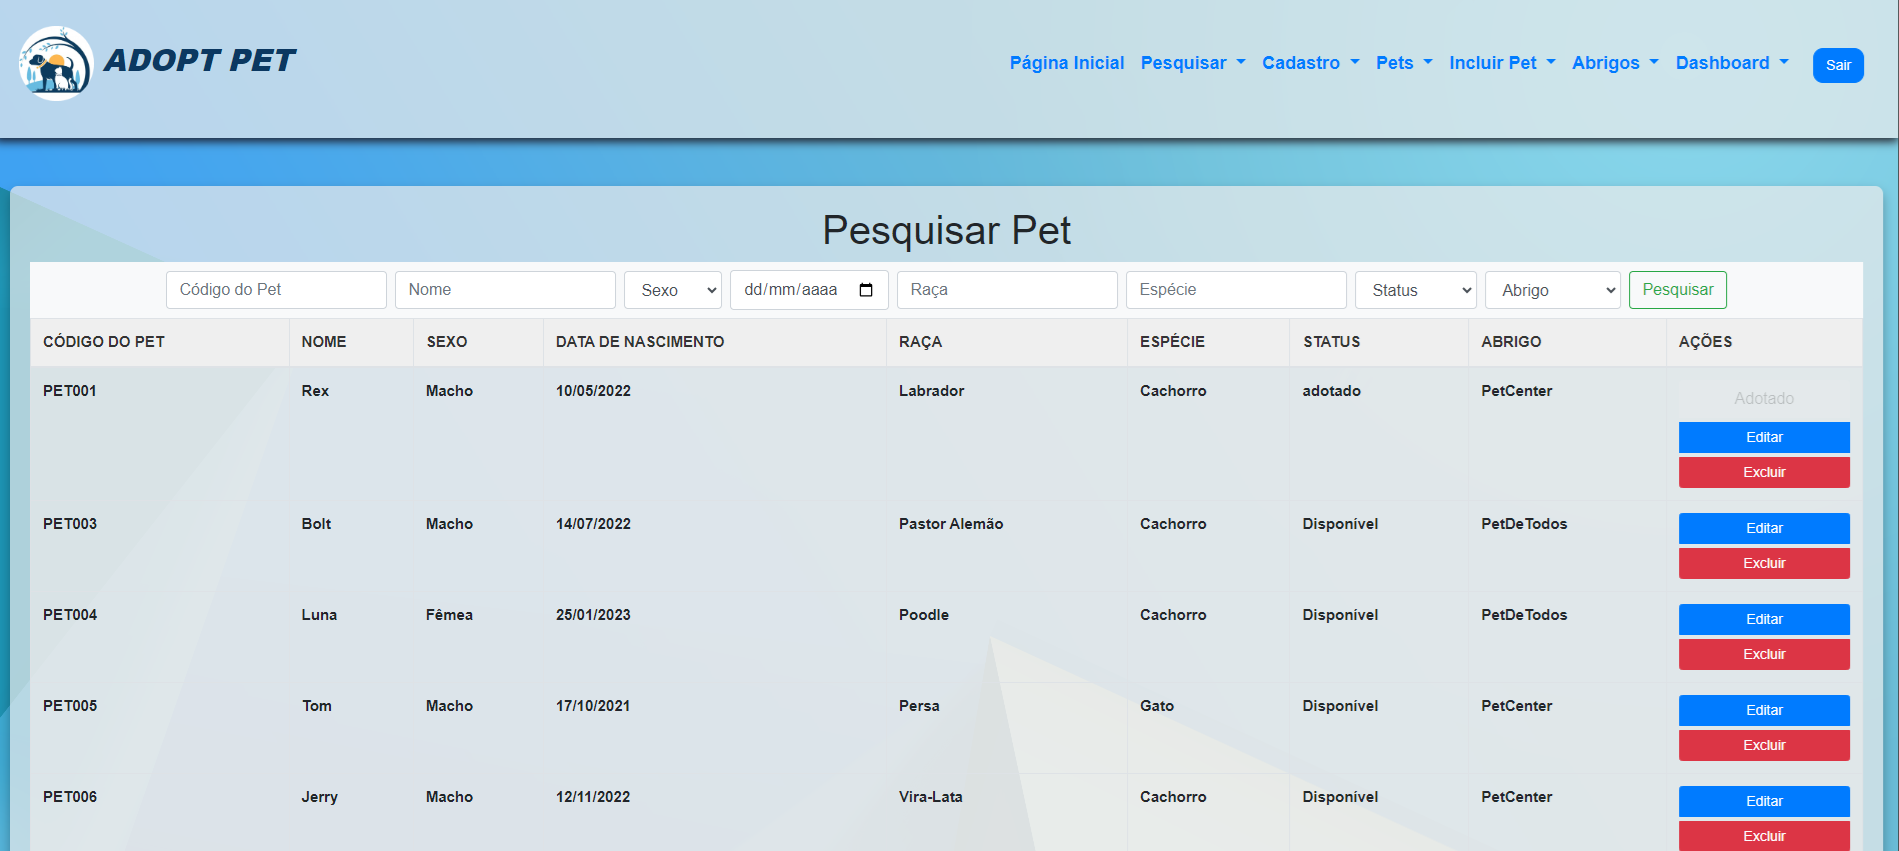 ADOPT PET
Página Inicial Pesquisar Cadastro Pets Incluir Pet Abrigos Dashboard Sair
Pesquisar Pet
Código do Pet Nome Sexo dd/mm/aaaa Raça Espécie Status Abrigo Pesquisar
CÓDIGO DO PET NOME SEXO DATA DE NASCIMENTO RAÇA ESPÉCIE STATUS ABRIGO AÇÕES
PET001 Rex Macho 10/05/2022 Labrador Cachorro adotado PetCenter Adotado
Editar
Excluir
PET003 Bolt Macho 14/07/2022 Pastor Alemão Cachorro Disponível PetDeTodos Editar
Excluir
PET004 Luna Fêmea 25/01/2023 Poodle Cachorro Disponível PetDeTodos Editar
Excluir
PET005 Tom Macho 17/10/2021 Persa Gato Disponível PetCenter Editar
Excluir
PET006 Jerry Macho 12/11/2022 Vira-Lata Cachorro Disponível PetCenter Editar
Excluir